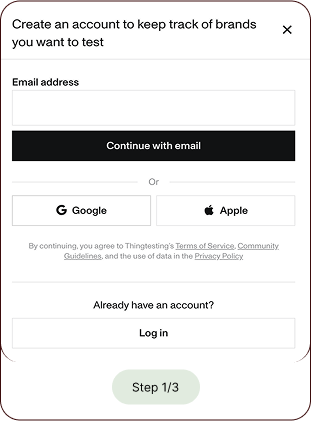 Create an account to keep track of brands
you want to test
Email address
Continue with email
Or
Google
Apple
By continuing, you agree to Thingtesting's Terms of Service, Community
Guidelines, and the use of data in the Privacy Policy
Already have an account?
Log in
Step 1/3